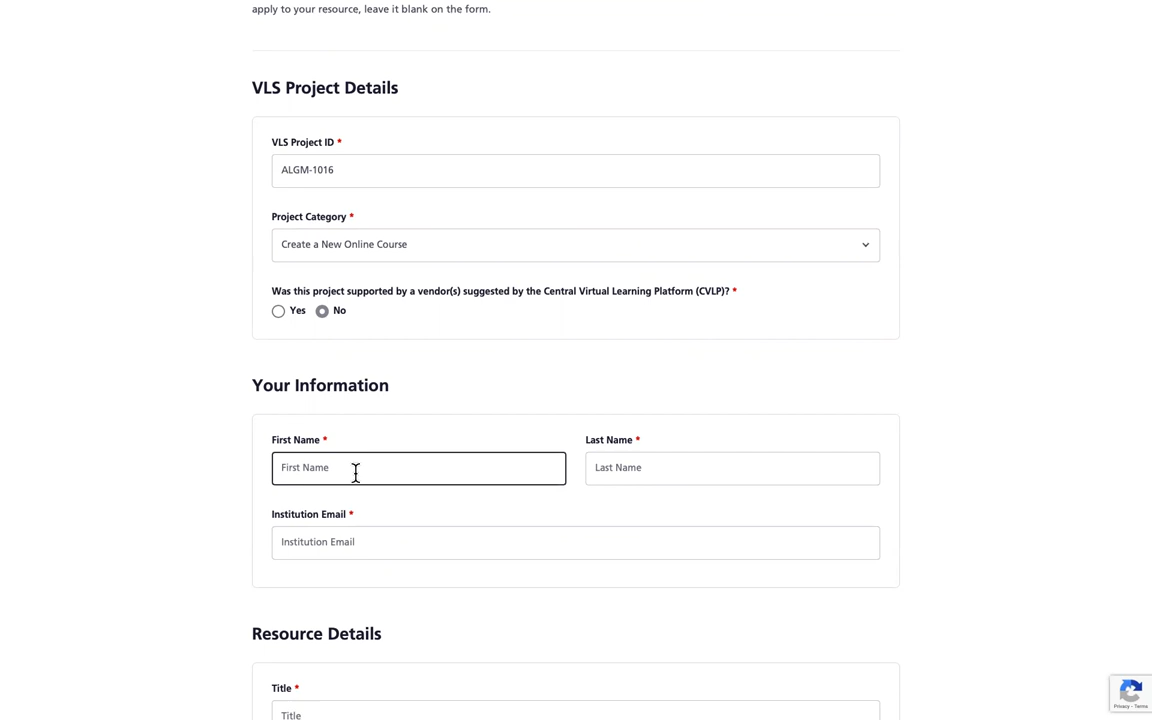 apply to your resource, leave it blank on the form.
VLS Project Details
VLS Project ID *
ALGM-1016
Project Category *
Create a New Online Course
Was this project supported by a vendor(s) suggested by the Central Virtual Learning Platform (CVLP)? *
Yes No
Your Information
First Name * Last Name *
First Name Last Name
Institution Email *
Institution Email
Resource Details
Title *
Title
Privacy - Terms